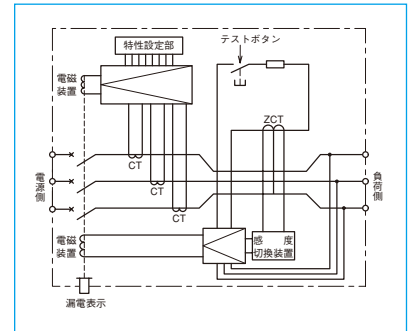 特性設定部
テストボタン
電磁
装置
ZCT
CT
CT
CT
電源側
負荷側
電磁
装置
感度
切換装置
漏電表示